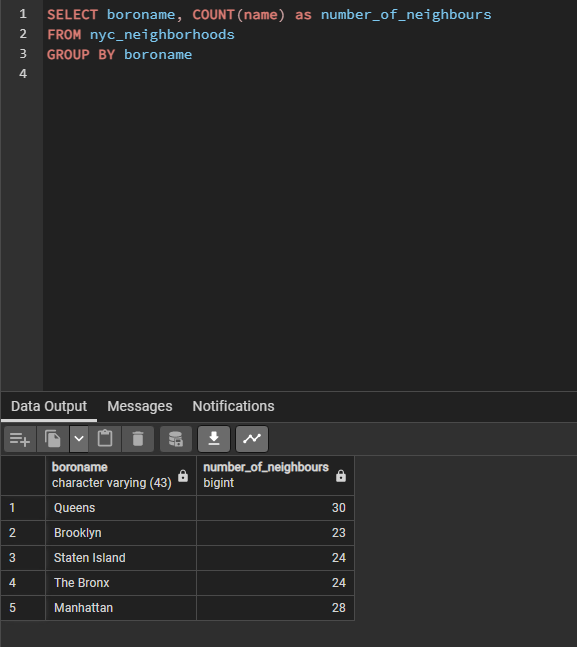 1 SELECT boroname, COUNT(name) as number_of_neighbours
2 FROM nyc_neighborhoods
3 GROUP BY boroname
4
Data Output Messages Notifications
boroname number_of_neighbours
character varying (43) bigint
1 Queens 30
2 Brooklyn 23
3 Staten Island 24
4 The Bronx 24
5 Manhattan 28